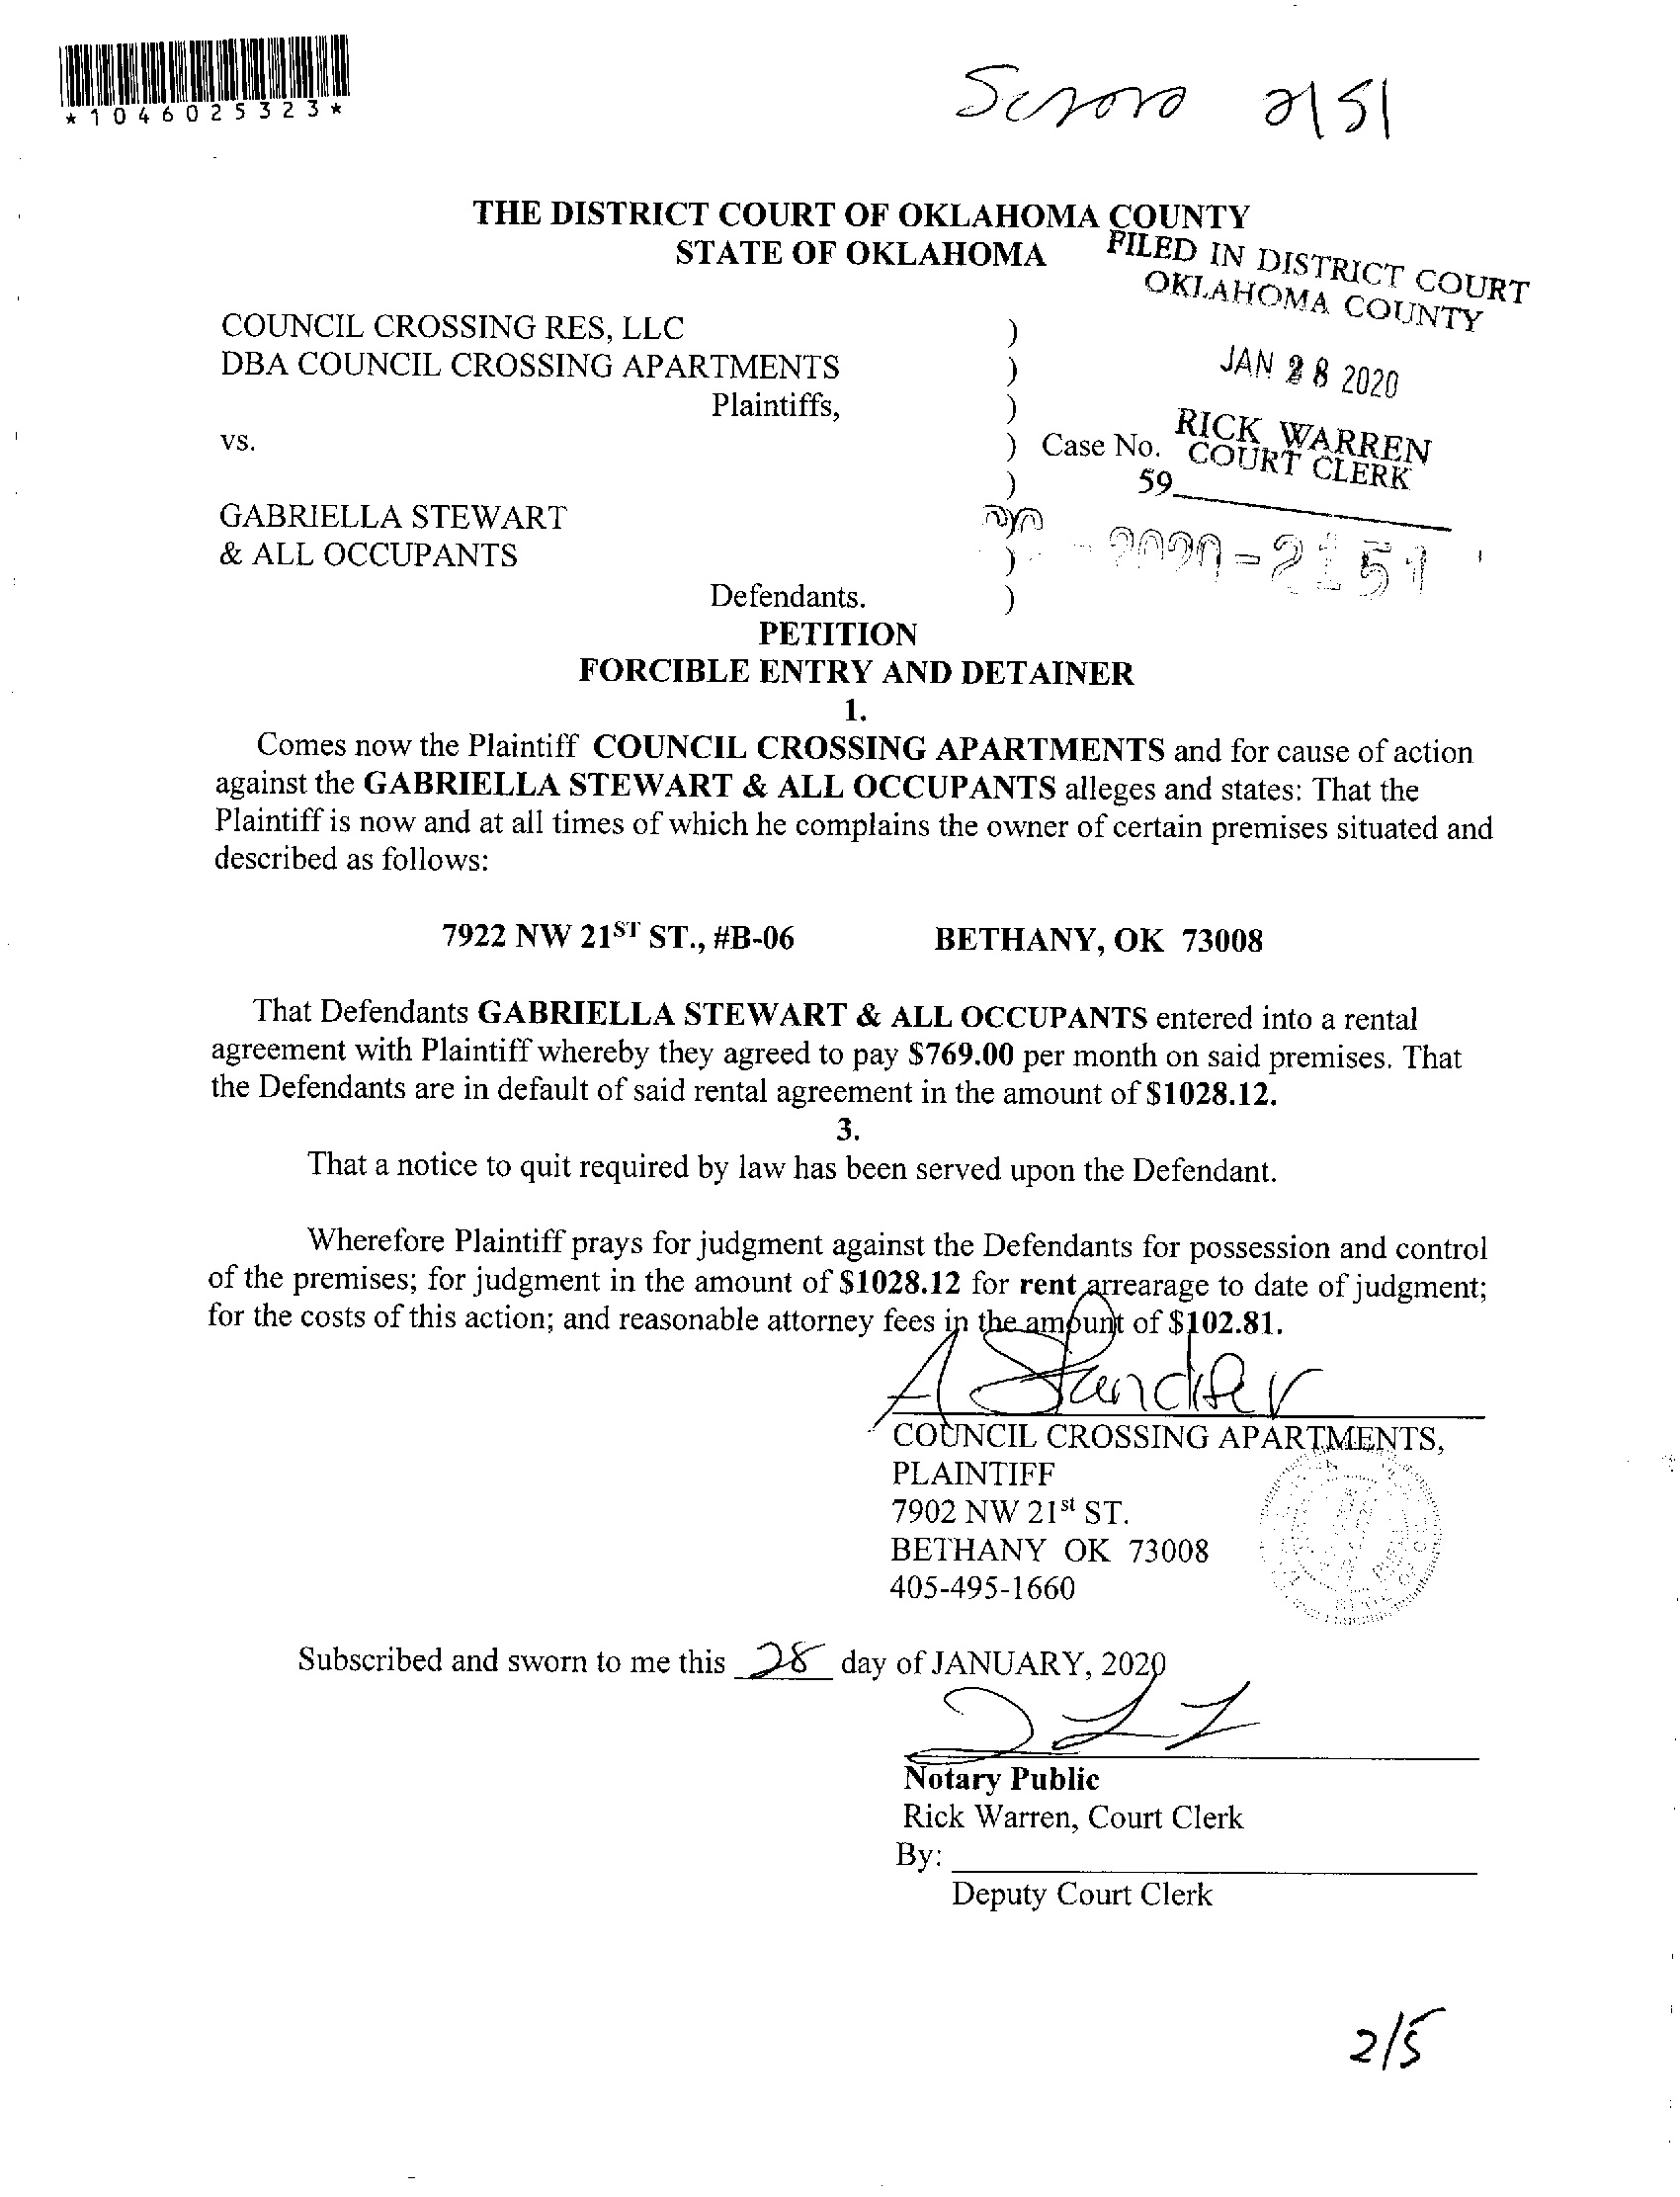 *1046025323*
2151
THE DISTRICT COURT OF OKLAHOMA COUNTY
STATE OF OKLAHOMA
FILED IN DISTRICT COURT
OKLAHOMA COUNTY
JAN 28 2020
RICK WARREN
COURT CLERK
COUNCIL CROSSING RES, LLC )
DBA COUNCIL CROSSING APARTMENTS )
Plaintiffs, )
vs. ) Case No.
) 59
GABRIELLA STEWART
& ALL OCCUPANTS ) - 2020-2151
Defendants. )
PETITION
FORCIBLE ENTRY AND DETAINER
1.
Comes now the Plaintiff COUNCIL CROSSING APARTMENTS and for cause of action
against the GABRIELLA STEWART & ALL OCCUPANTS alleges and states: That the
Plaintiff is now and at all times of which he complains the owner of certain premises situated and
described as follows:
7922 NW 21ST ST., #B-06 BETHANY, OK 73008
That Defendants GABRIELLA STEWART & ALL OCCUPANTS entered into a rental
agreement with Plaintiff whereby they agreed to pay $769.00 per month on said premises. That
the Defendants are in default of said rental agreement in the amount of $1028.12.
3.
That a notice to quit required by law has been served upon the Defendant.
Wherefore Plaintiff prays for judgment against the Defendants for possession and control
of the premises; for judgment in the amount of $1028.12 for rent arrearage to date of judgment;
for the costs of this action; and reasonable attorney fees in the amount of $102.81.
COUNCIL CROSSING APARTMENTS,
PLAINTIFF
7902 NW 21st ST.
BETHANY OK 73008
405-495-1660
Subscribed and sworn to me this 28 day of JANUARY, 2020
Notary Public
Rick Warren, Court Clerk
By:
Deputy Court Clerk
2/5